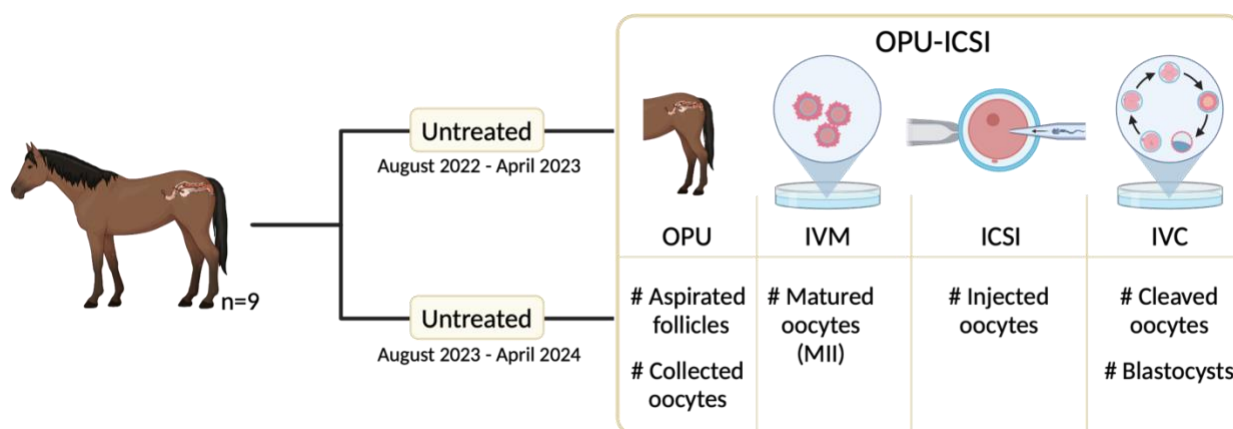 OPU-ICSI
Untreated
August 2022 - April 2023
n=9
Untreated
August 2023 - April 2024
OPU
IVM
ICSI
IVC
# Aspirated
follicles
# Collected
oocytes
# Matured
oocytes
(MII)
# Injected
oocytes
# Cleaved
oocytes
# Blastocysts